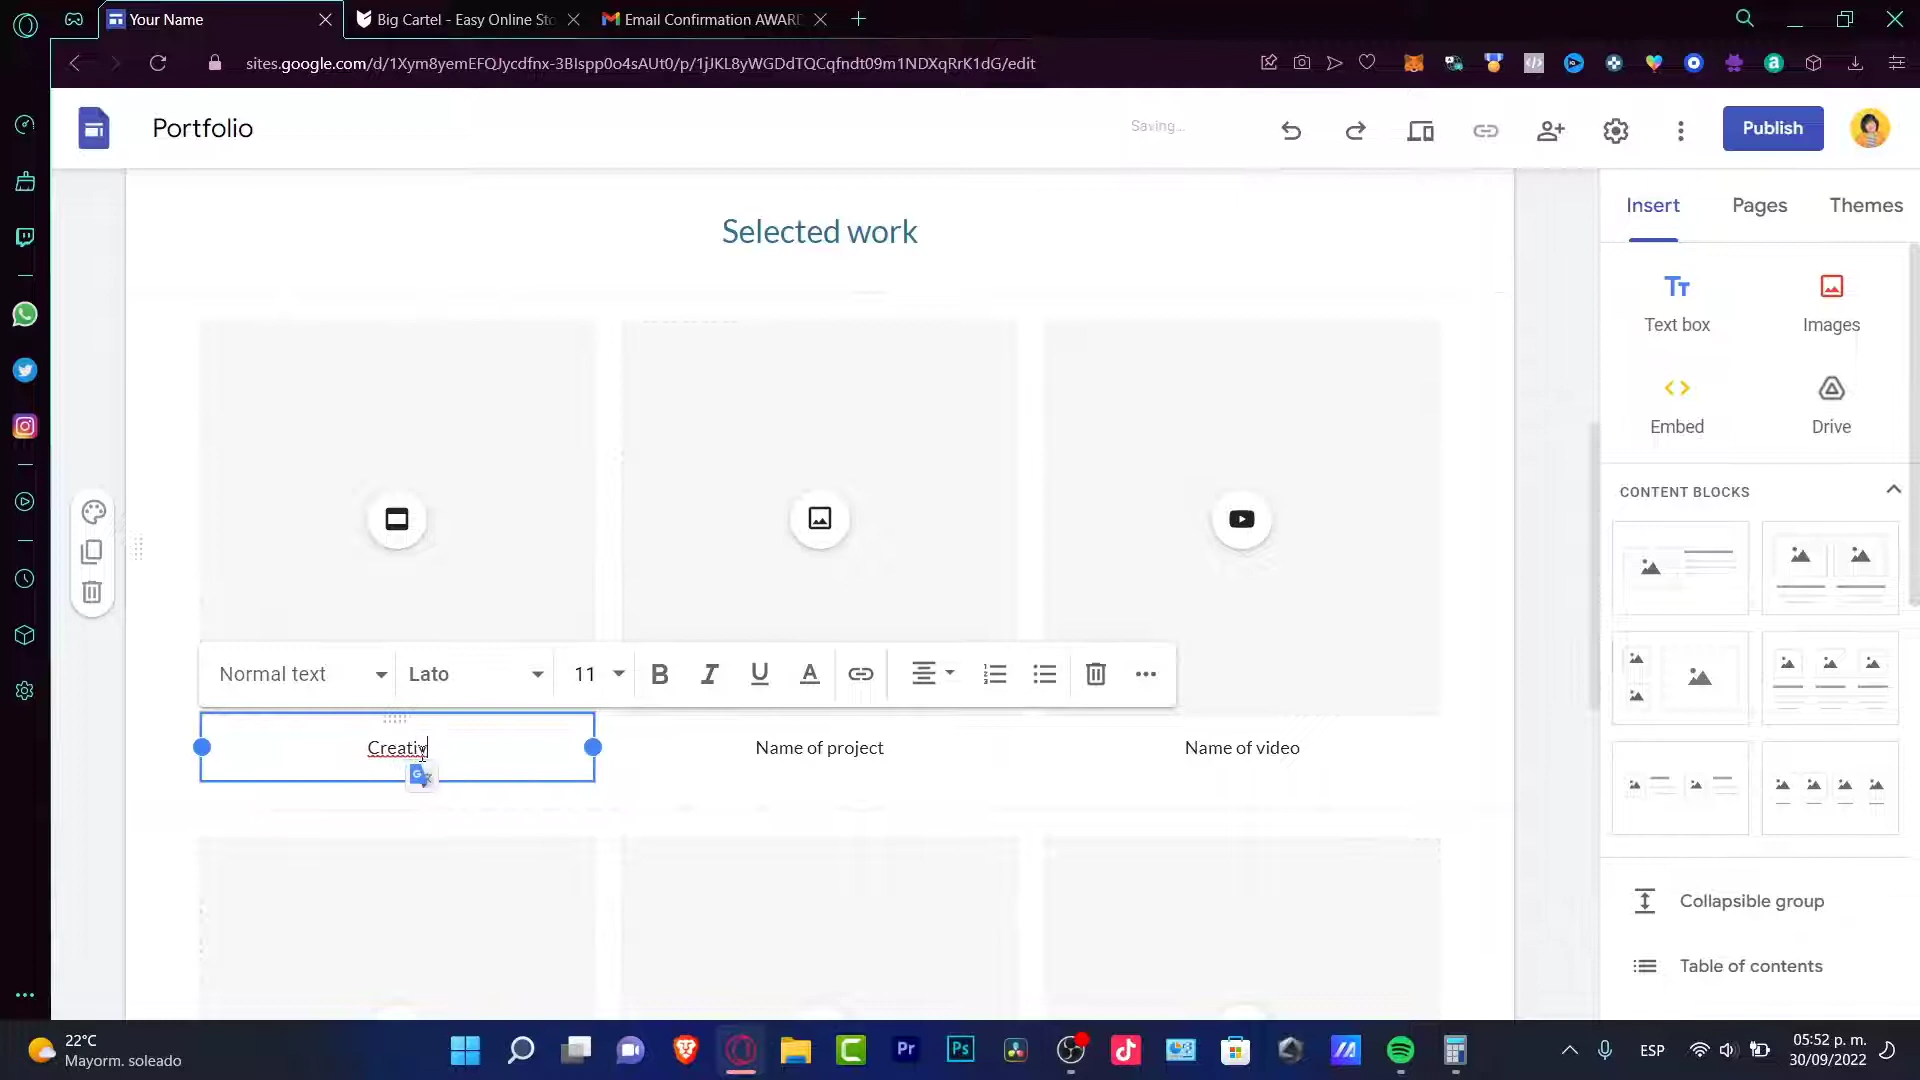 Your Name
Big Cartel - Easy Online Sto
Email Confirmation AWAR
sites.google.com/d/1Xym8yemEFQJycdfnx-3BIspp0o4sAUt0/p/1jJKL8yWGDdTQCqfndt09m1NDXqRrK1dG/edit
Portfolio
Saving...
Publish
Insert
Pages
Themes
Selected work
Text box
Images
Embed
Drive
CONTENT BLOCKS
Normal text
Lato
11
Creativ
Name of project
Name of video
Collapsible group
Table of contents
22°C
Mayorm. soleado
ESP
05:52 p. m.
30/09/2022